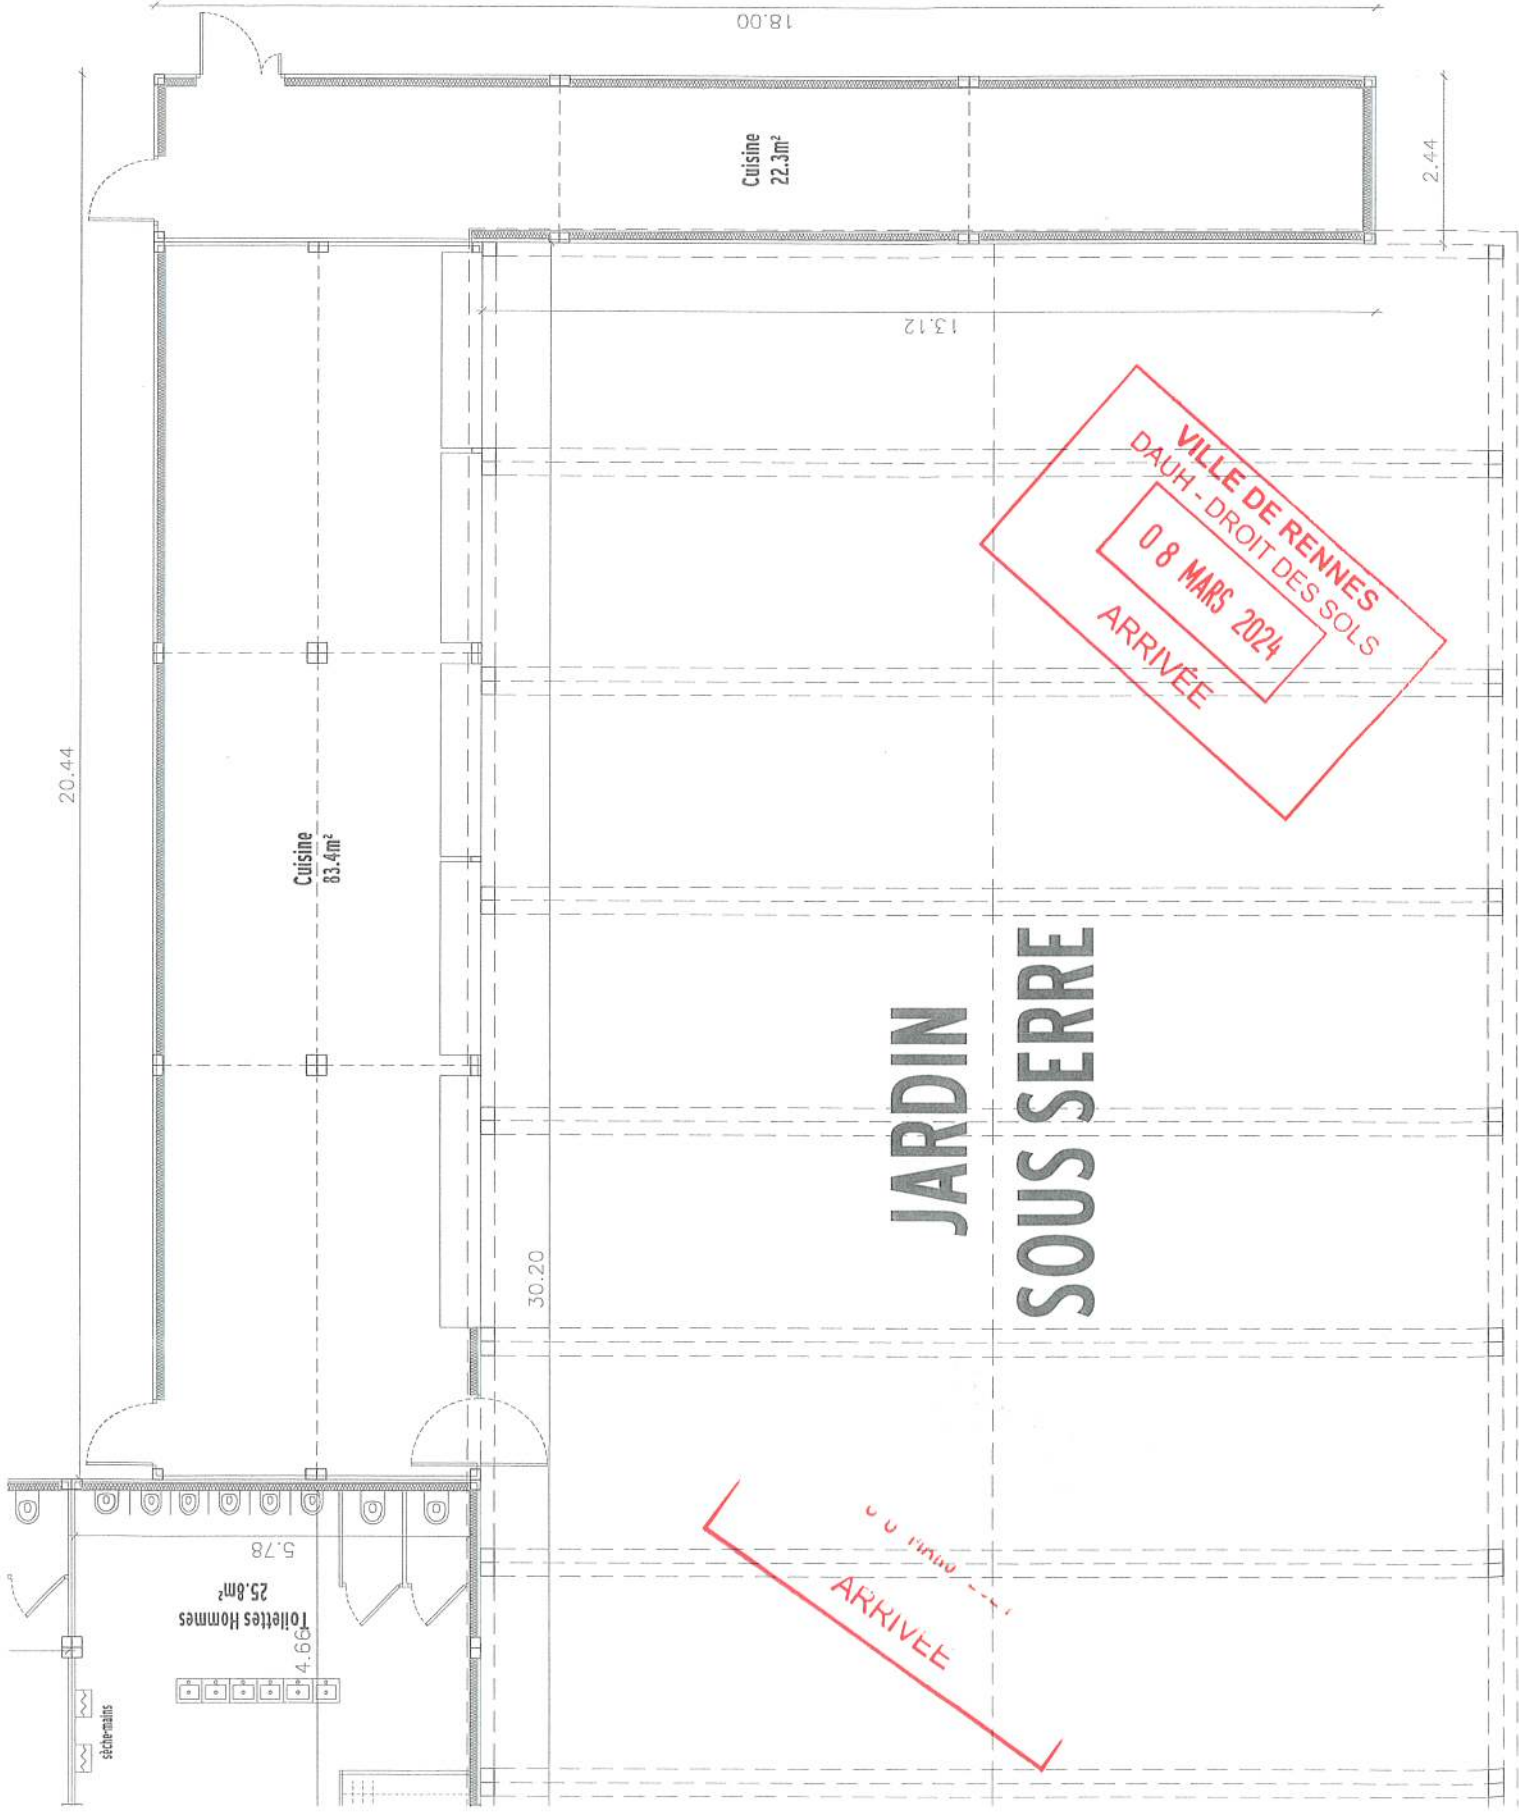 18.00
Cuisine
22.3m²
2.44
13.12
20.44
Cuisine
83.4m²
VILLE DE RENNES
DAUH - DROIT DES SOLS
08 MARS 2024
ARRIVÉE
JARDIN
SOUS SERRE
30.20
5.78
Toilettes Hommes
25.8m²
4.66
sèche-mains
ARRIVÉE